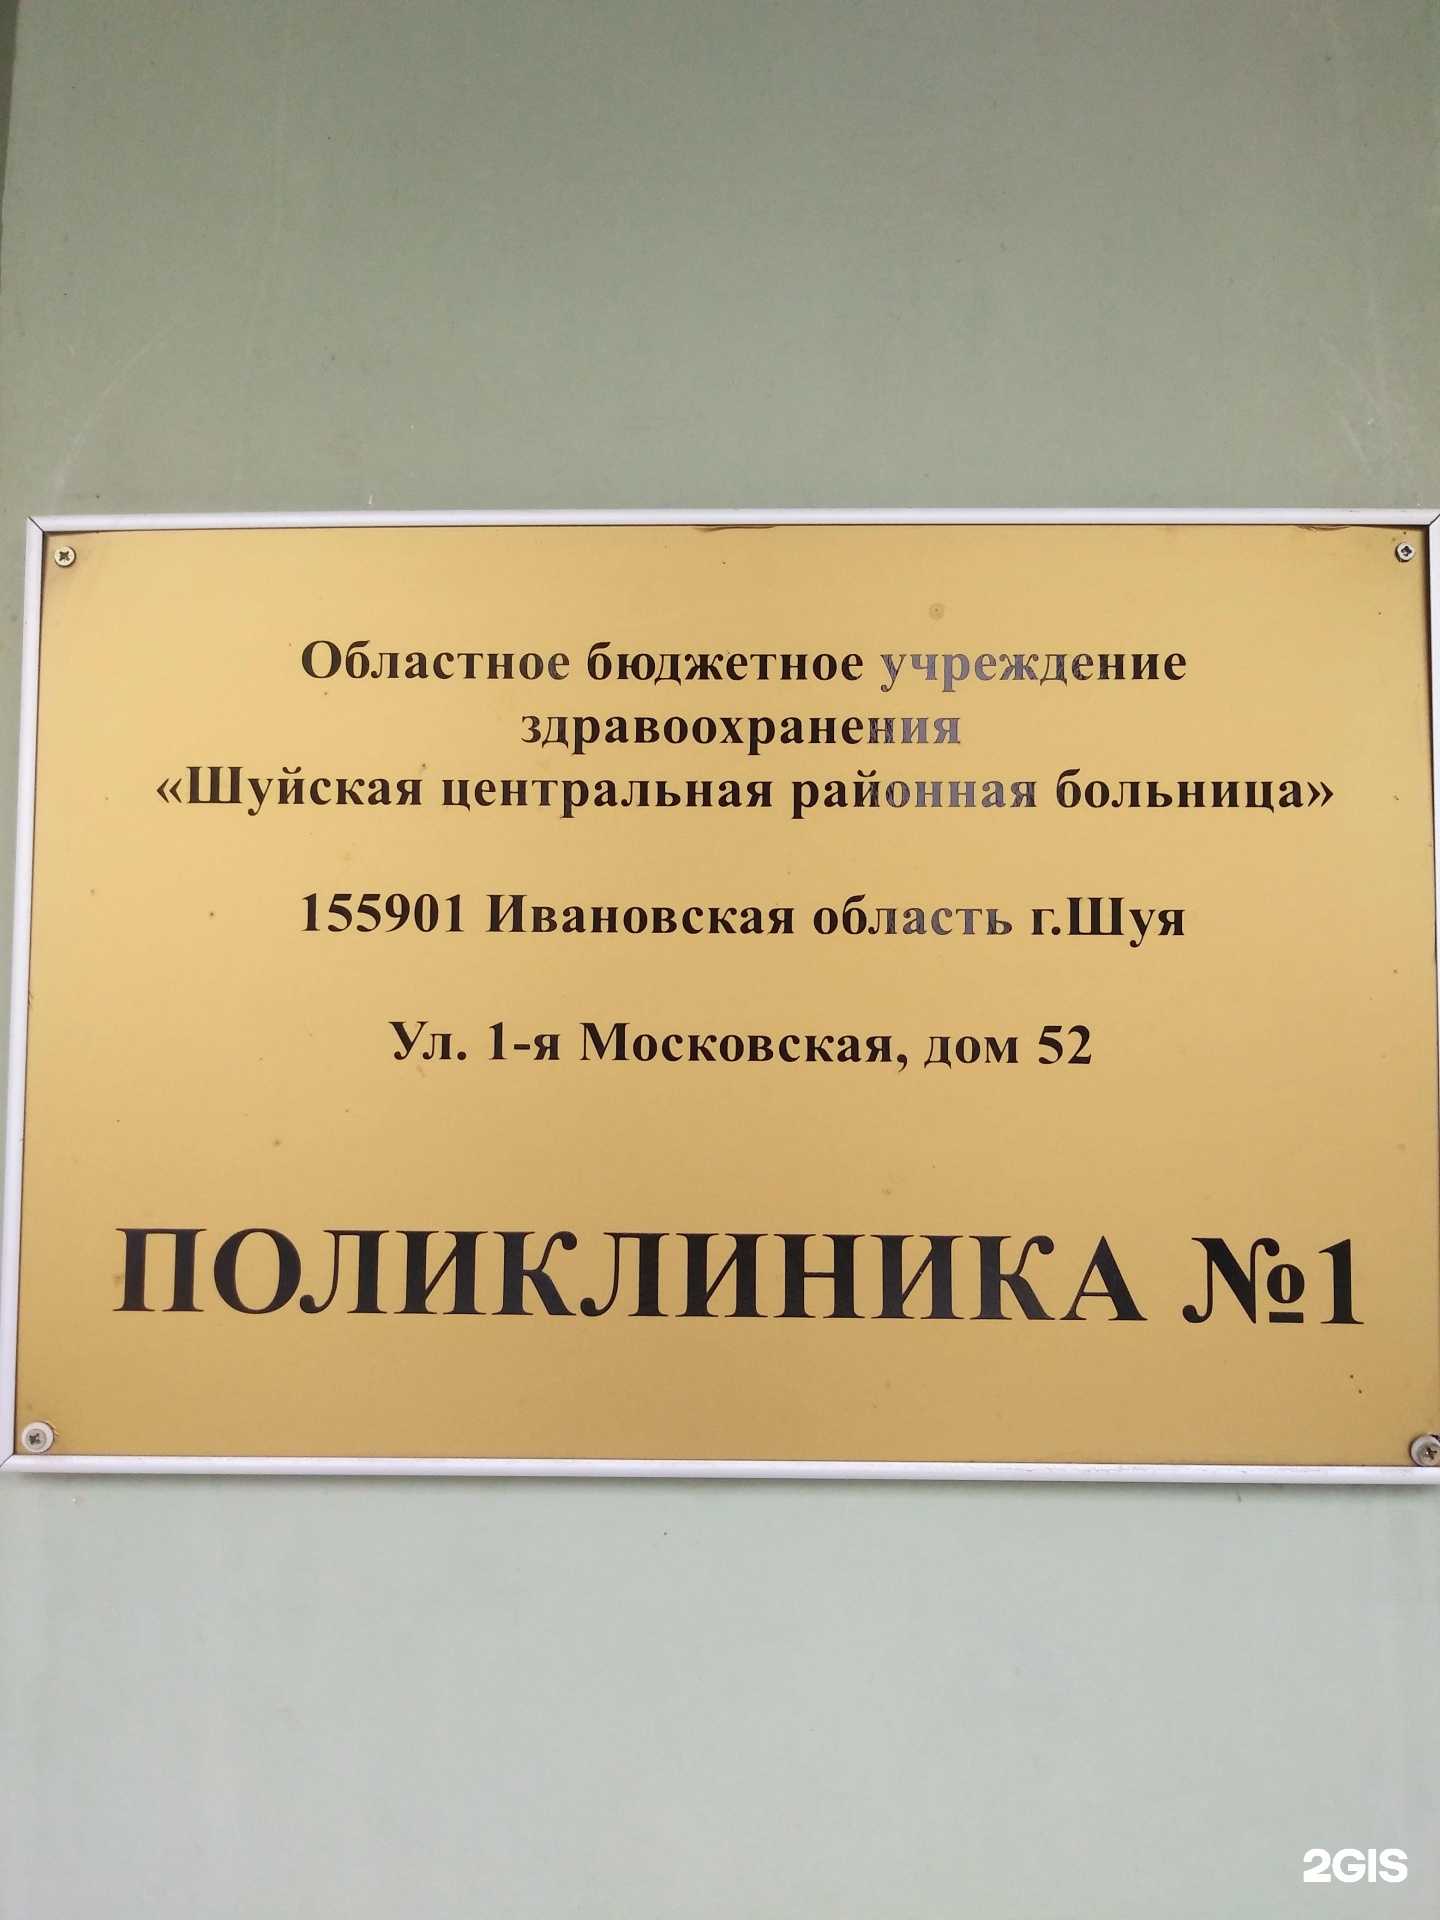 Областное бюджетное учреждение
здравоохранения
«Шуйская центральная районная больница»
155901 Ивановская область г.Шуя
Ул. 1-я Московская, дом 52
ПОЛИКЛИНИКА №1
2GIS